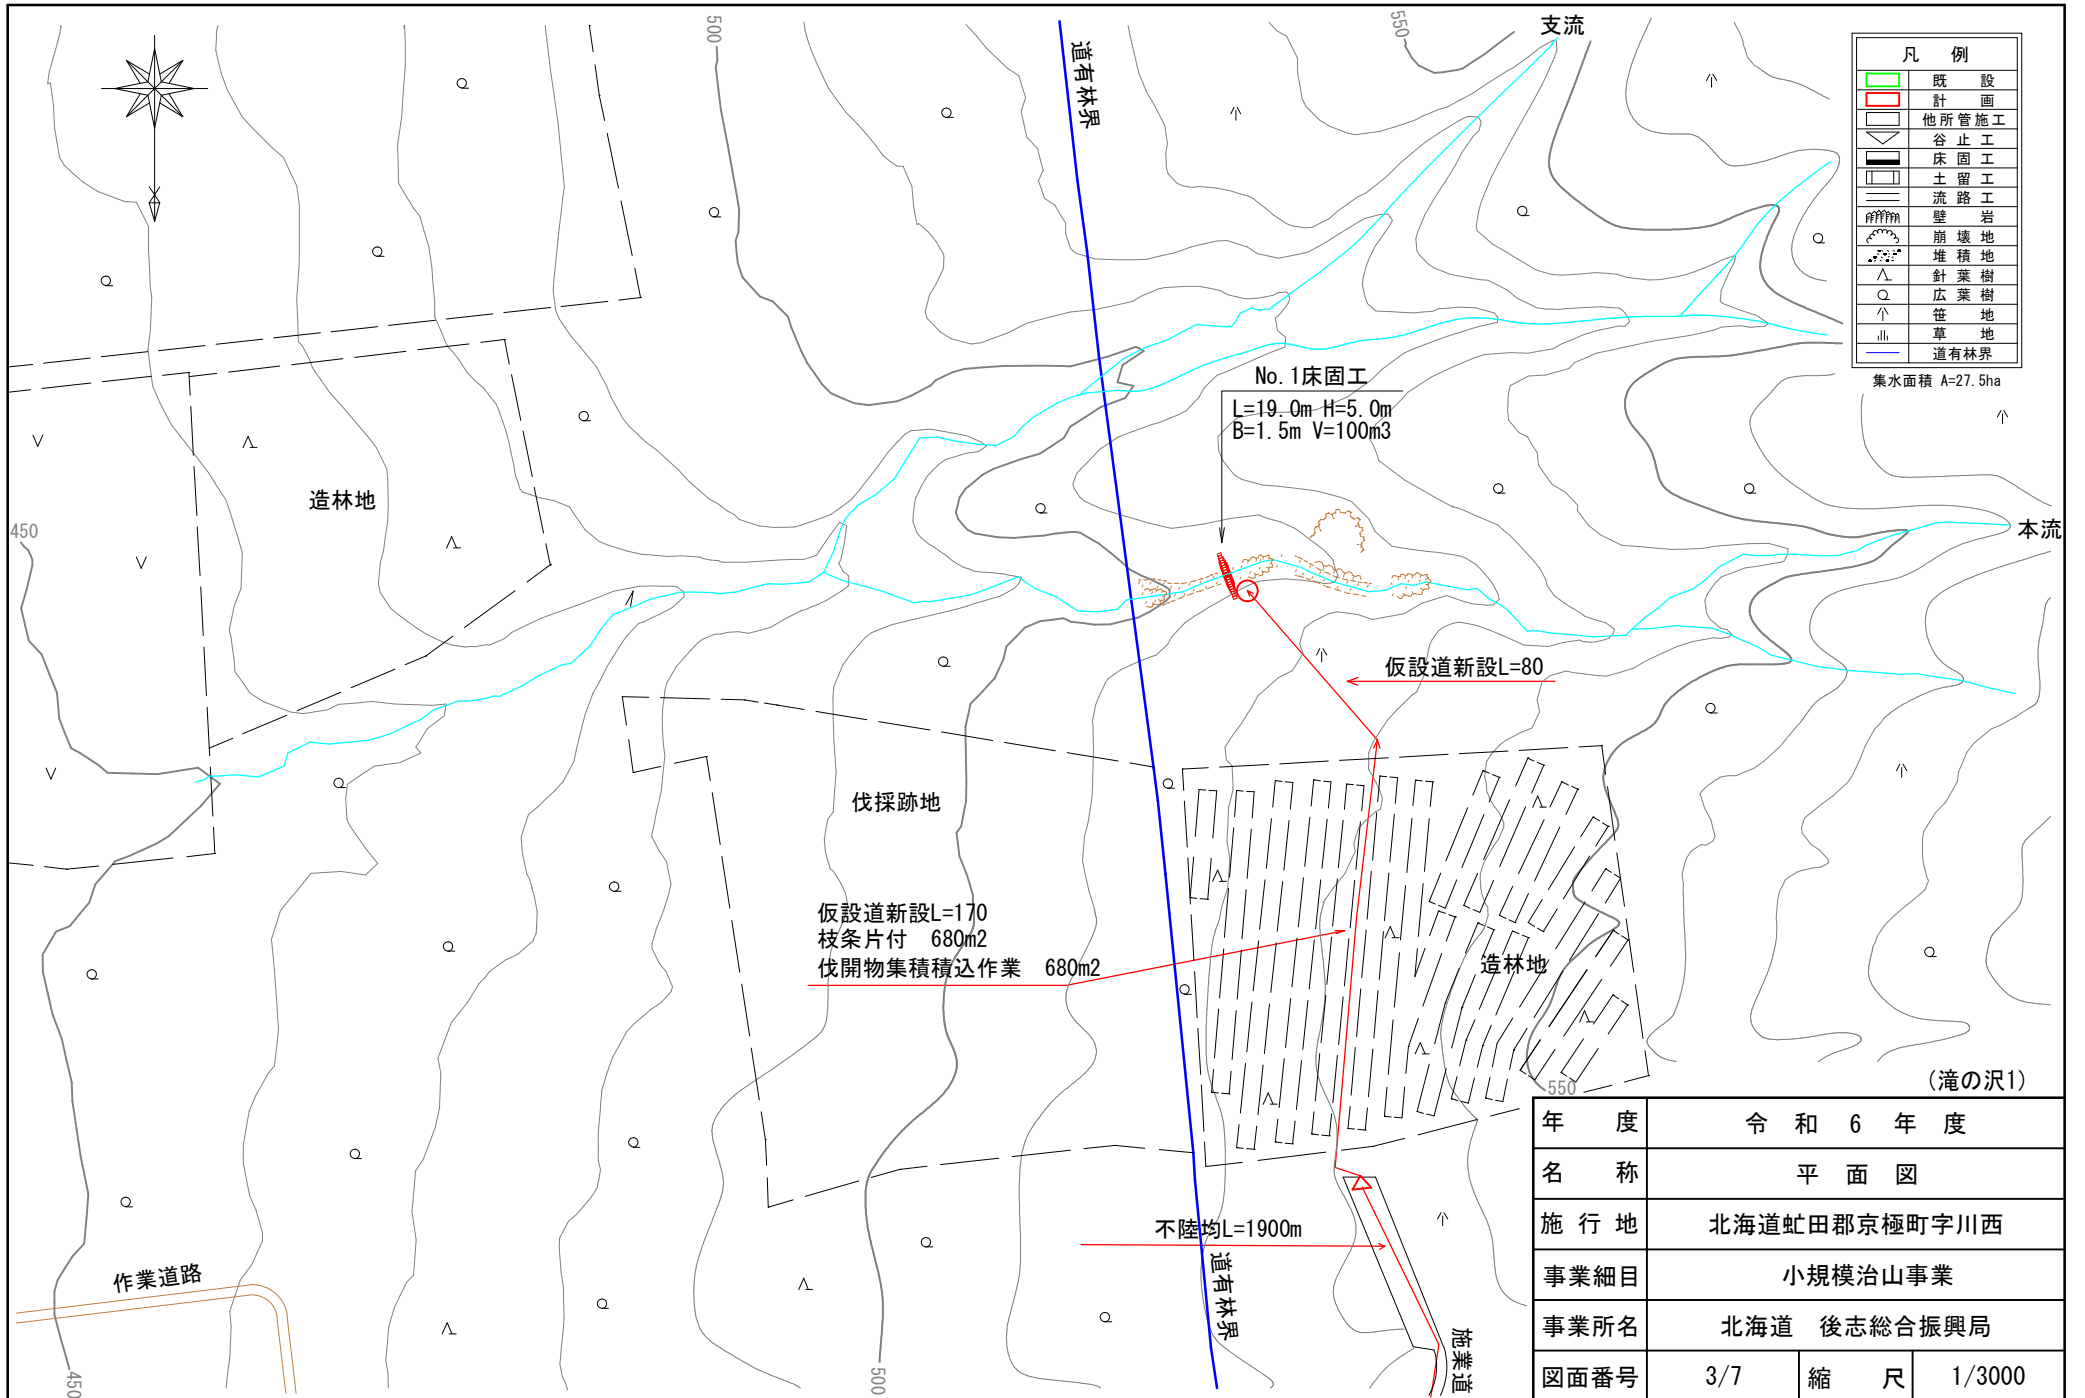 500
550
支流
道有林界
凡 例
既 設
計 画
他所管施工
谷 止 工
床 固 工
土 留 工
流 路 工
壁 岩
崩 壊 地
堆 積 地
針 葉 樹
広 葉 樹
笹 地
草 地
道有林界
集水面積 A=27.5ha
No.1床固工
L=19.0m H=5.0m
B=1.5m V=100m3
造林地
450
本流
仮設道新設L=80
伐採跡地
仮設道新設L=170
枝条片付 680m2
伐開物集積積込作業 680m2
造林地
550
(滝の沢1)
不陸均L=1900m
道有林界
作業道路
施業道
450
500
年 度 令 和 6 年 度
名 称 平 面 図
施 行 地 北海道虻田郡京極町字川西
事業細目 小規模治山事業
事業所名 北海道 後志総合振興局
図面番号 3/7 縮 尺 1/3000